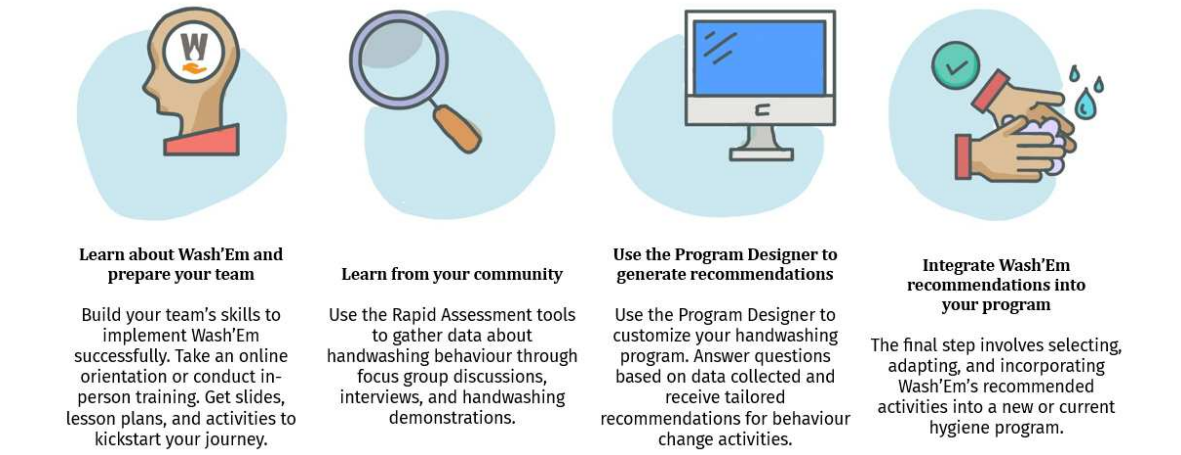 W
Learn about Wash'Em and
prepare your team
Build your team's skills to
implement Wash'Em
successfully. Take an online
orientation or conduct in-
person training. Get slides,
lesson plans, and activities to
kickstart your journey.
Learn from your community
Use the Rapid Assessment tools
to gather data about
handwashing behaviour through
focus group discussions,
interviews, and handwashing
demonstrations.
Use the Program Designer to
generate recommendations
Use the Program Designer to
customize your handwashing
program. Answer questions
based on data collected and
receive tailored
recommendations for behaviour
change activities.
Integrate Wash'Em
recommendations into
your program
The final step involves selecting,
adapting, and incorporating
Wash'Em's recommended
activities into a new or current
hygiene program.